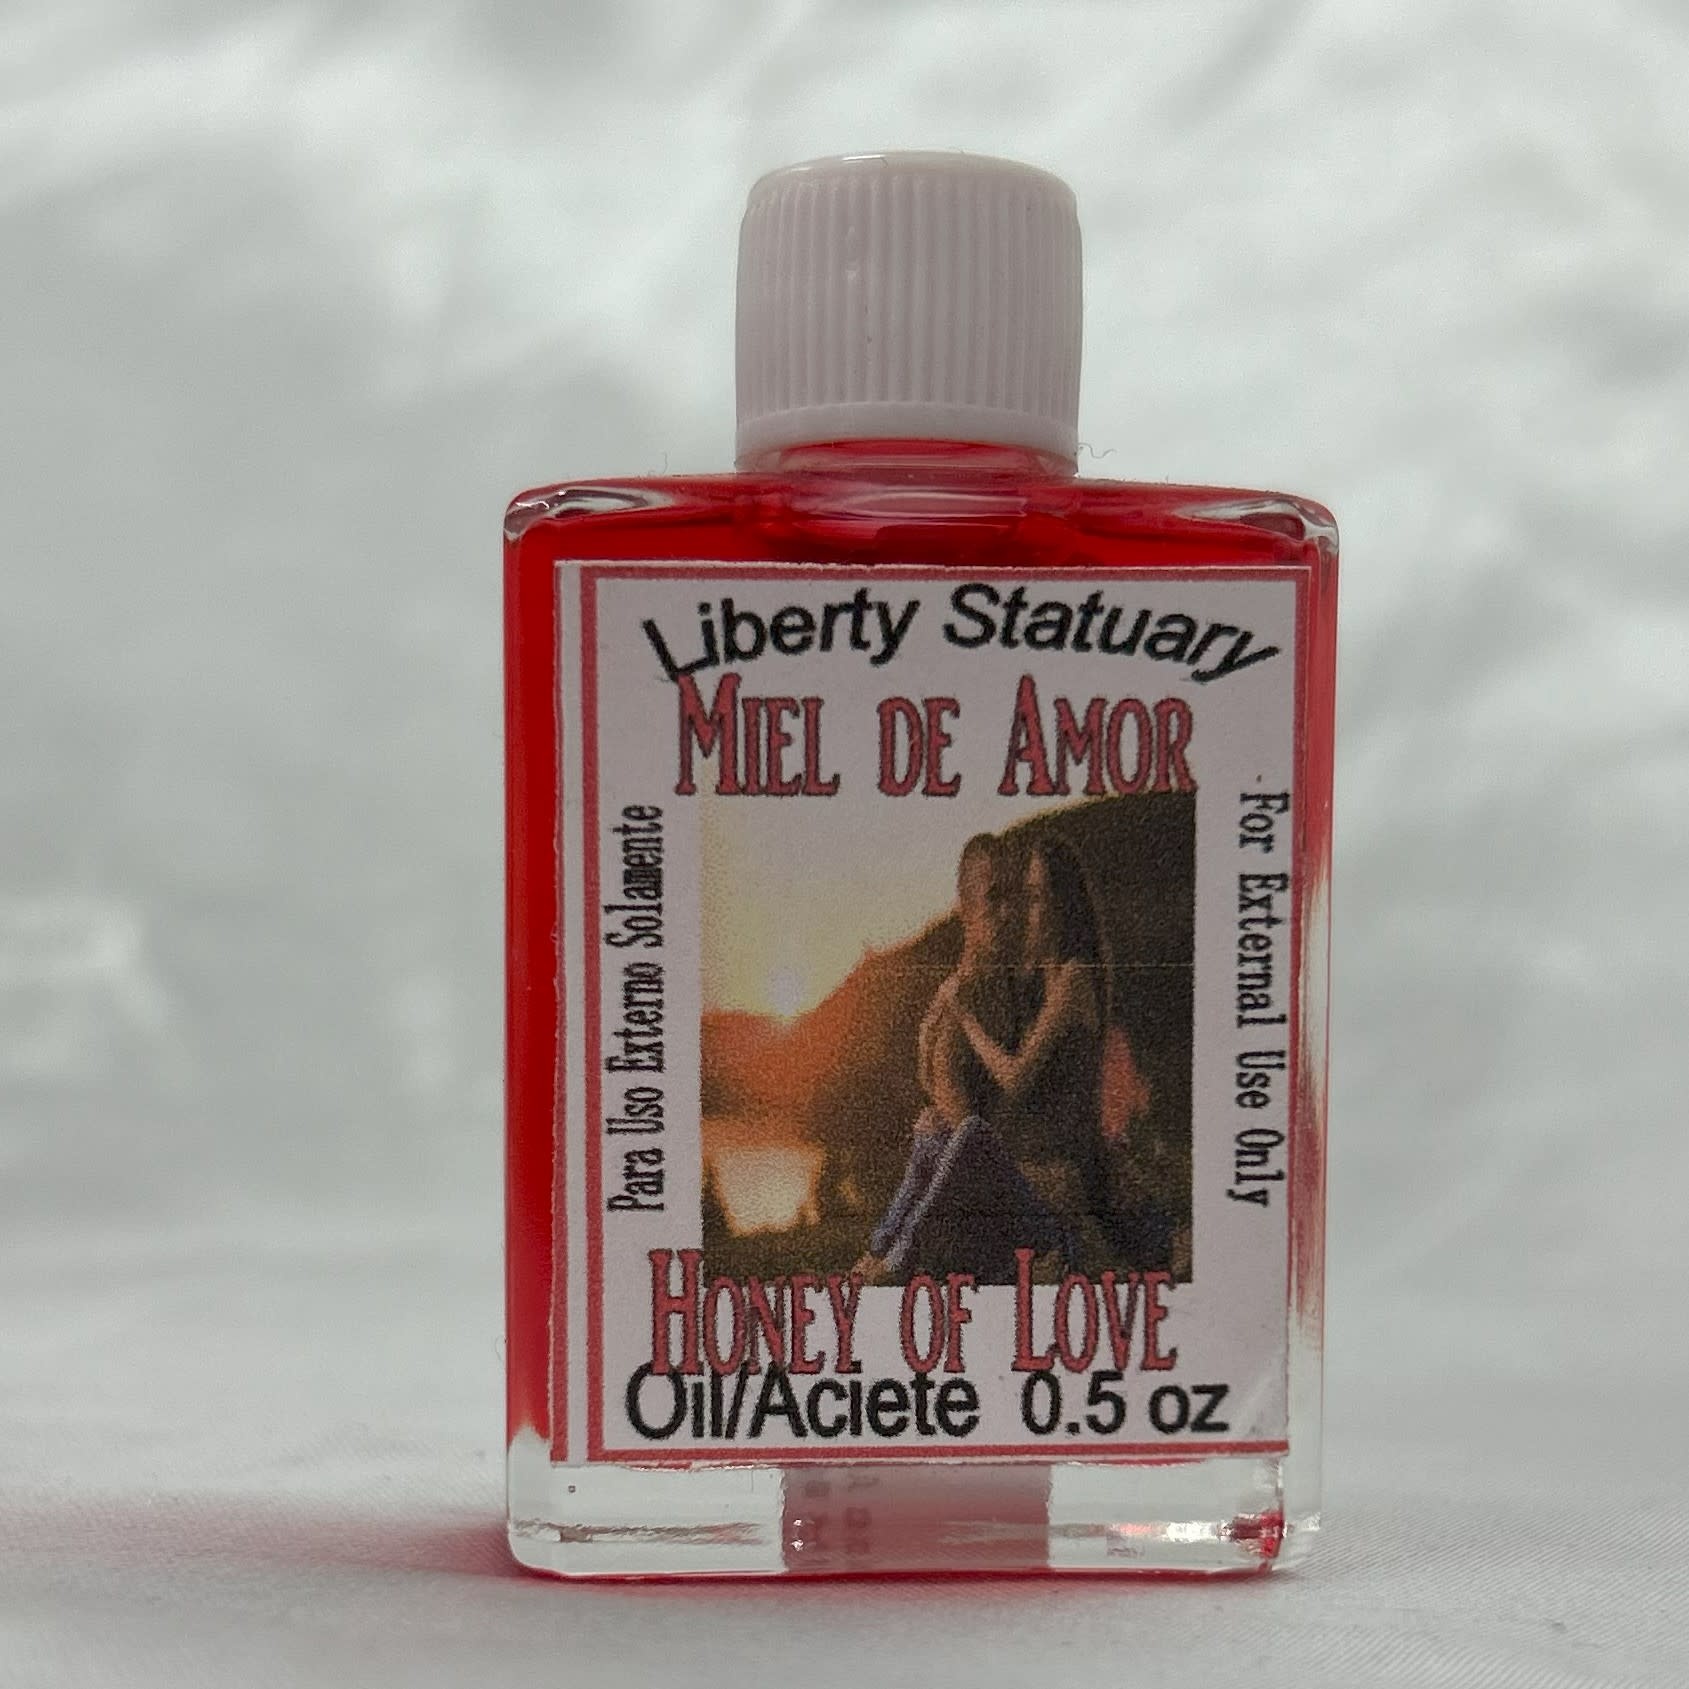 Liberty Statuary
MIEL DE AMOR
Para Uso Externo Solamente
For External Use Only
HONEY OF LOVE
Oil/Aciete 0.5 oz